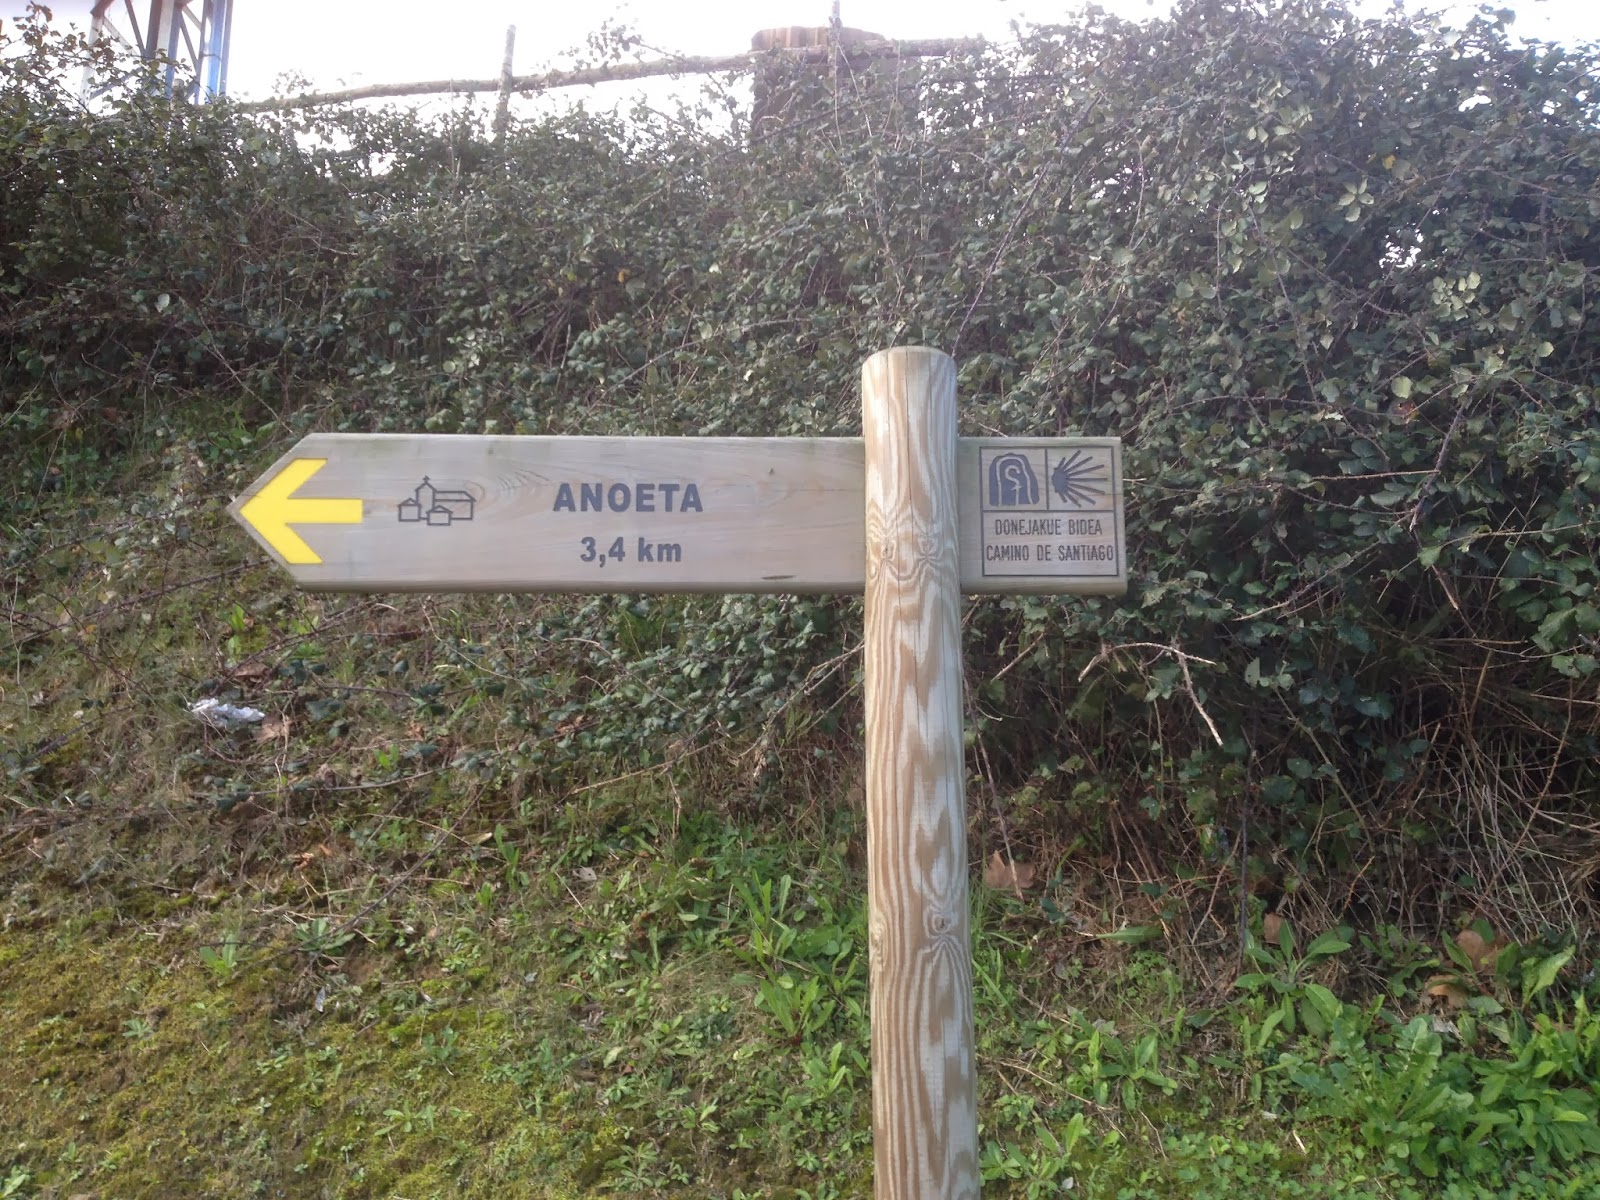 ANOETA
3,4 km
DONEJAKUE BIDEA
CAMINO DE SANTIAGO